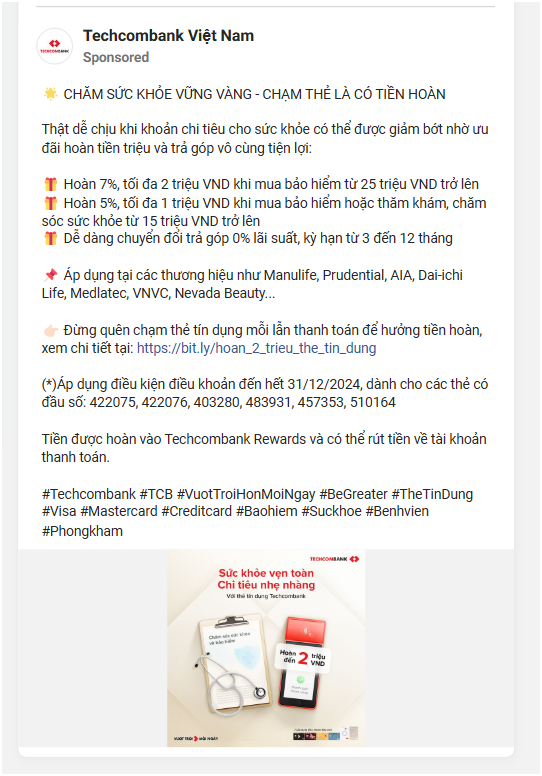 Techcombank Việt Nam
Sponsored
TECHCOMBANK
🌟 CHĂM SỨC KHỎE VỮNG VÀNG - CHẠM THẺ LÀ CÓ TIỀN HOÀN
Thật dễ chịu khi khoản chi tiêu cho sức khỏe có thể được giảm bớt nhờ ưu
đãi hoàn tiền triệu và trả góp vô cùng tiện lợi:
🎁 Hoàn 7%, tối đa 2 triệu VND khi mua bảo hiểm từ 25 triệu VND trở lên
🎁 Hoàn 5%, tối đa 1 triệu VND khi mua bảo hiểm hoặc thăm khám, chăm
sóc sức khỏe từ 15 triệu VND trở lên
🎁 Dễ dàng chuyển đổi trả góp 0% lãi suất, kỳ hạn từ 3 đến 12 tháng
📌 Áp dụng tại các thương hiệu như Manulife, Prudential, AIA, Dai-ichi
Life, Medlatec, VNVC, Nevada Beauty...
👉🏻 Đừng quên chạm thẻ tín dụng mỗi lần thanh toán để hưởng tiền hoàn,
xem chi tiết tại: https://bit.ly/hoan_2_trieu_the_tin_dung
(*)Áp dụng điều kiện điều khoản đến hết 31/12/2024, dành cho các thẻ có
đầu số: 422075, 422076, 403280, 483931, 457353, 510164
Tiền được hoàn vào Techcombank Rewards và có thể rút tiền về tài khoản
thanh toán.
#Techcombank #TCB #VuotTroiHonMoiNgay #BeGreater #TheTinDung
#Visa #Mastercard #Creditcard #Baohiem #Suckhoe #Benhvien
#Phongkham
TECHCOMBANK
Sức khỏe vẹn toàn
Chi tiêu nhẹ nhàng
Với thẻ tín dụng Techcombank
Chăm sóc sức khỏe
và bảo hiểm
Hoàn
đến 2 triệu
VND
VƯỢT TRỘI MỖI NGÀY